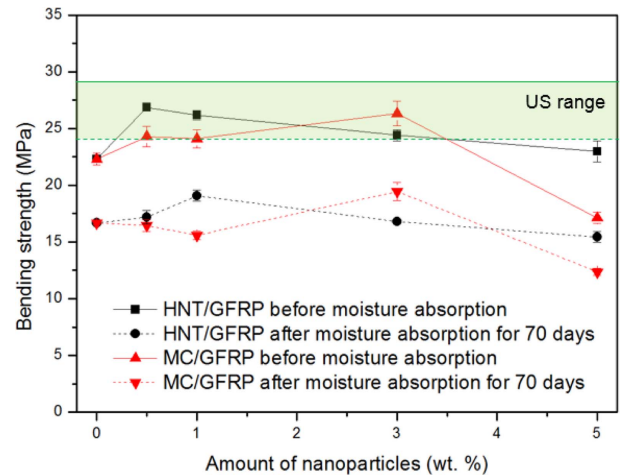 35
30
US range
25
20
15
10
5
0
Bending strength (MPa)
HNT/GFRP before moisture absorption
HNT/GFRP after moisture absorption for 70 days
MC/GFRP before moisture absorption
MC/GFRP after moisture absorption for 70 days
0 1 2 3 4 5
Amount of nanoparticles (wt. %)